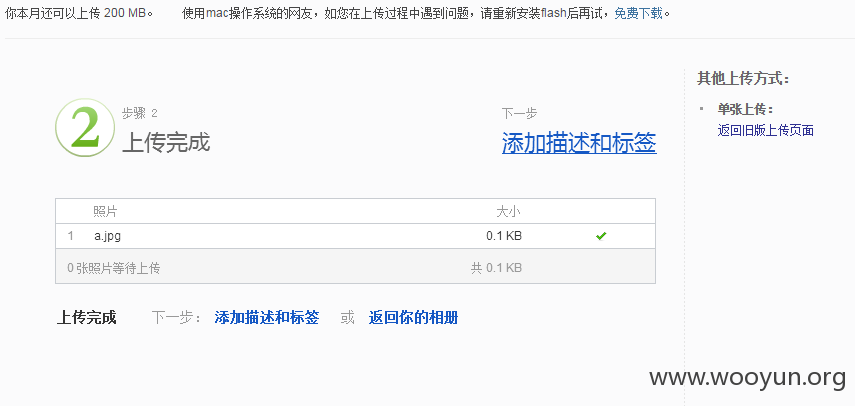 你本月还可以上传 200 MB。 使用mac操作系统的网友，如您在上传过程中遇到问题，请重新安装flash后再试，免费下载。
其他上传方式：
单张上传：
返回旧版上传页面
2 步骤 2
上传完成
下一步
添加描述和标签
照片 大小
1 a.jpg 0.1 KB
0 张照片等待上传 共 0.1 KB
上传完成 下一步： 添加描述和标签 或 返回你的相册
www.wooyun.org